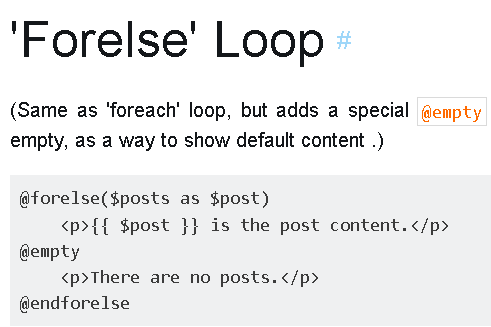 'Forelse' Loop #
(Same as 'foreach' loop, but adds a special @empty
empty, as a way to show default content .)
@forelse($posts as $post)
    <p>{{ $post }} is the post content.</p>
@empty
    <p>There are no posts.</p>
@endforelse